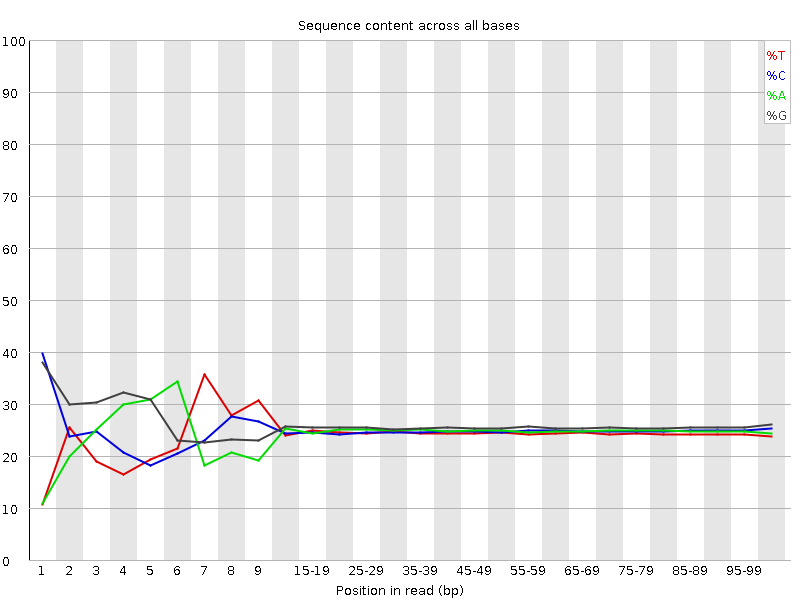 Sequence content across all bases
100
90
80
70
60
50
40
30
20
10
0
%T
%C
%A
%G
1 2 3 4 5 6 7 8 9 15-19 25-29 35-39 45-49 55-59 65-69 75-79 85-89 95-99
Position in read (bp)